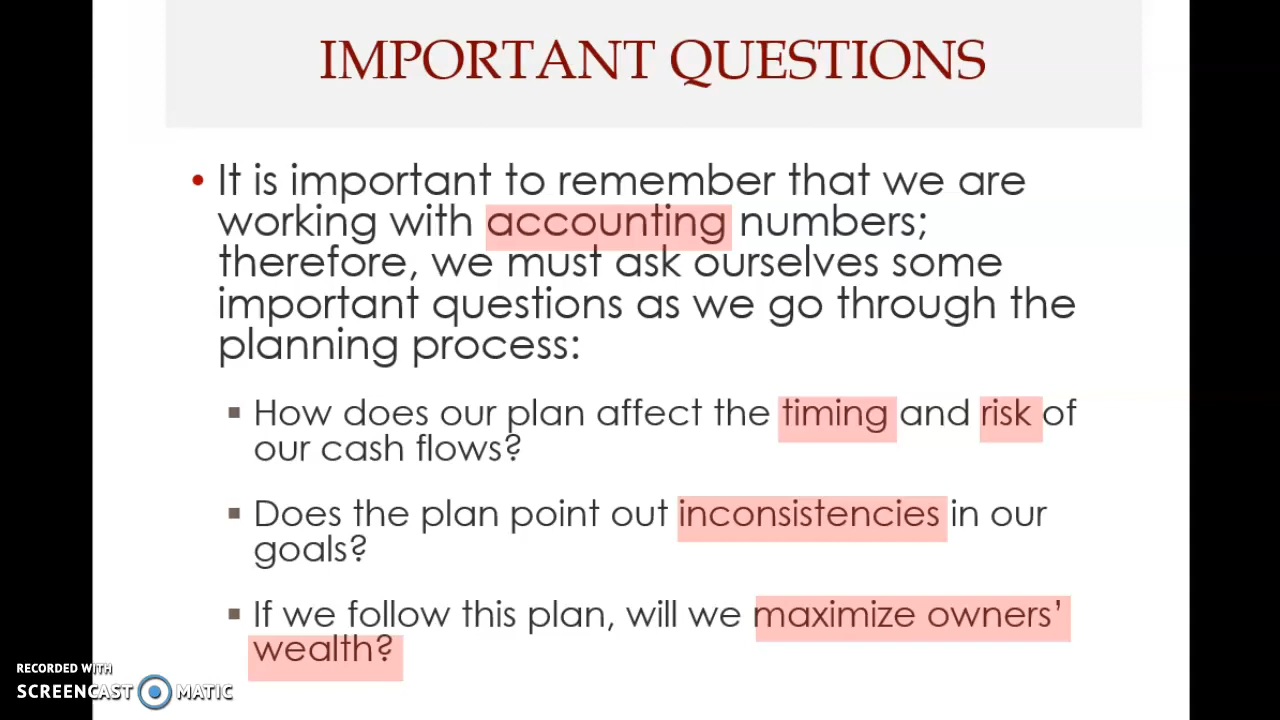 IMPORTANT QUESTIONS
• It is important to remember that we are
working with accounting numbers;
therefore, we must ask ourselves some
important questions as we go through the
planning process:
▪ How does our plan affect the timing and risk of
our cash flows?
▪ Does the plan point out inconsistencies in our
goals?
▪ If we follow this plan, will we maximize owners’
wealth?
RECORDED WITH
SCREENCAST MATIC